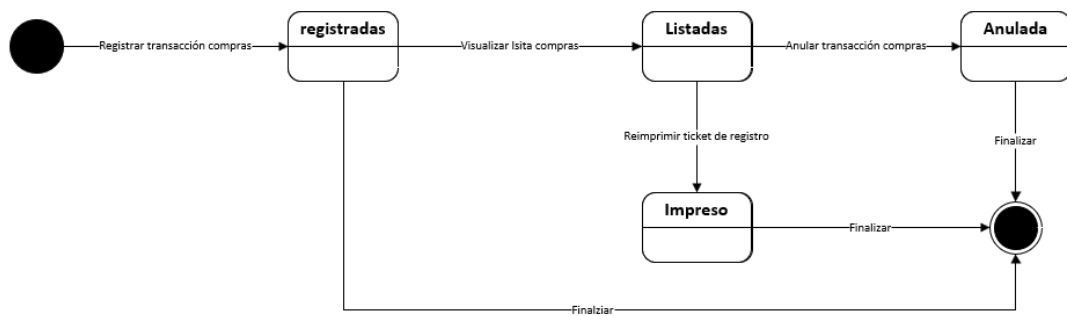 registradas
Listadas
Anulada
Registrar transacción compras
Visualizar lsita compras
Anular transacción compras
Reimprimir ticket de registro
Finalizar
Impreso
Finalizar
Finalziar